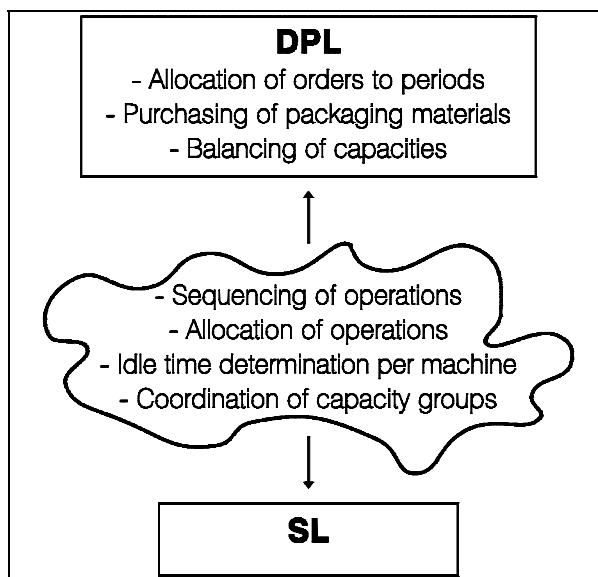 DPL
- Allocation of orders to periods
- Purchasing of packaging materials
- Balancing of capacities
- Sequencing of operations
- Allocation of operations
- Idle time determination per machine
- Coordination of capacity groups
SL